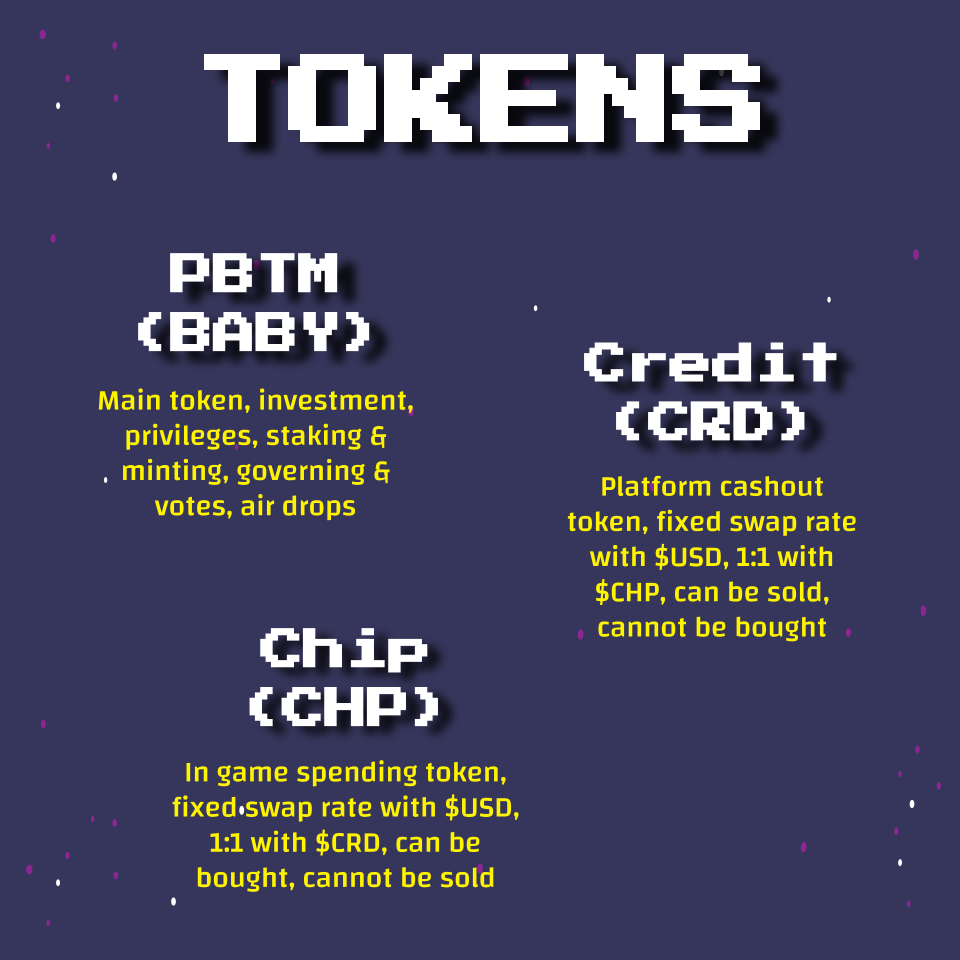 TOKENS
PBTM
(BABY)
Main token, investment,
privileges, staking &
minting, governing &
votes, air drops
Credit
(CRD)
Platform cashout
token, fixed swap rate
with $USD, 1:1 with
$CHP, can be sold,
cannot be bought
Chip
(CHP)
In game spending token,
fixed swap rate with $USD,
1:1 with $CRD, can be
bought, cannot be sold